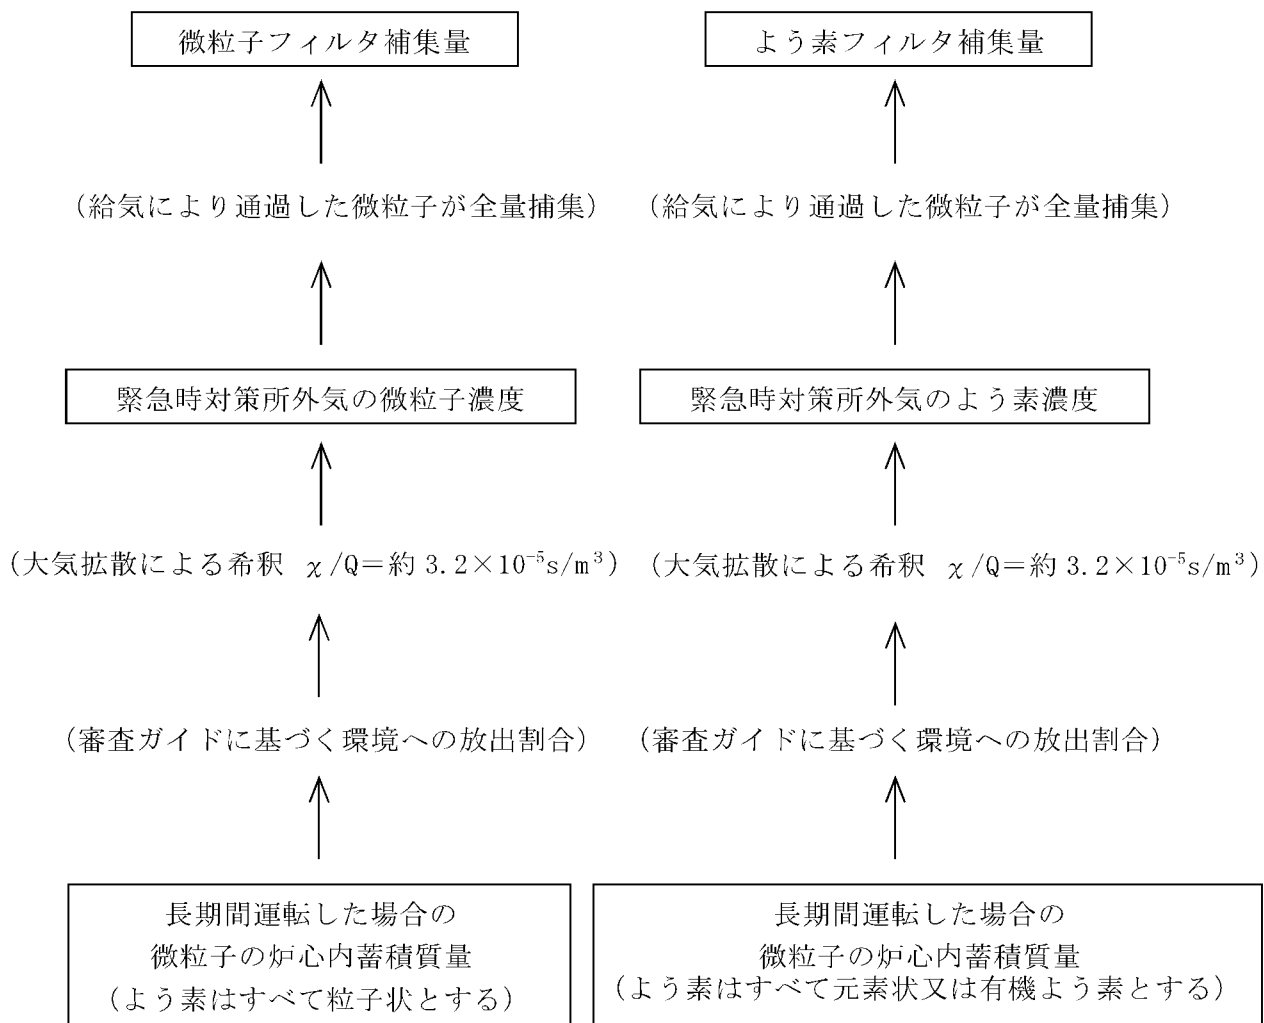 微粒子フィルタ補集量
よう素フィルタ補集量
(給気により通過した微粒子が全量捕集)
(給気により通過した微粒子が全量捕集)
緊急時対策所外気の微粒子濃度
緊急時対策所外気のよう素濃度
(大気拡散による希釈 χ/Q=約 3.2×10⁻⁵s/m³)
(大気拡散による希釈 χ/Q=約 3.2×10⁻⁵s/m³)
(審査ガイドに基づく環境への放出割合)
(審査ガイドに基づく環境への放出割合)
長期間運転した場合の
微粒子の炉心内蓄積質量
(よう素はすべて粒子状とする)
長期間運転した場合の
微粒子の炉心内蓄積質量
(よう素はすべて元素状又は有機よう素とする)